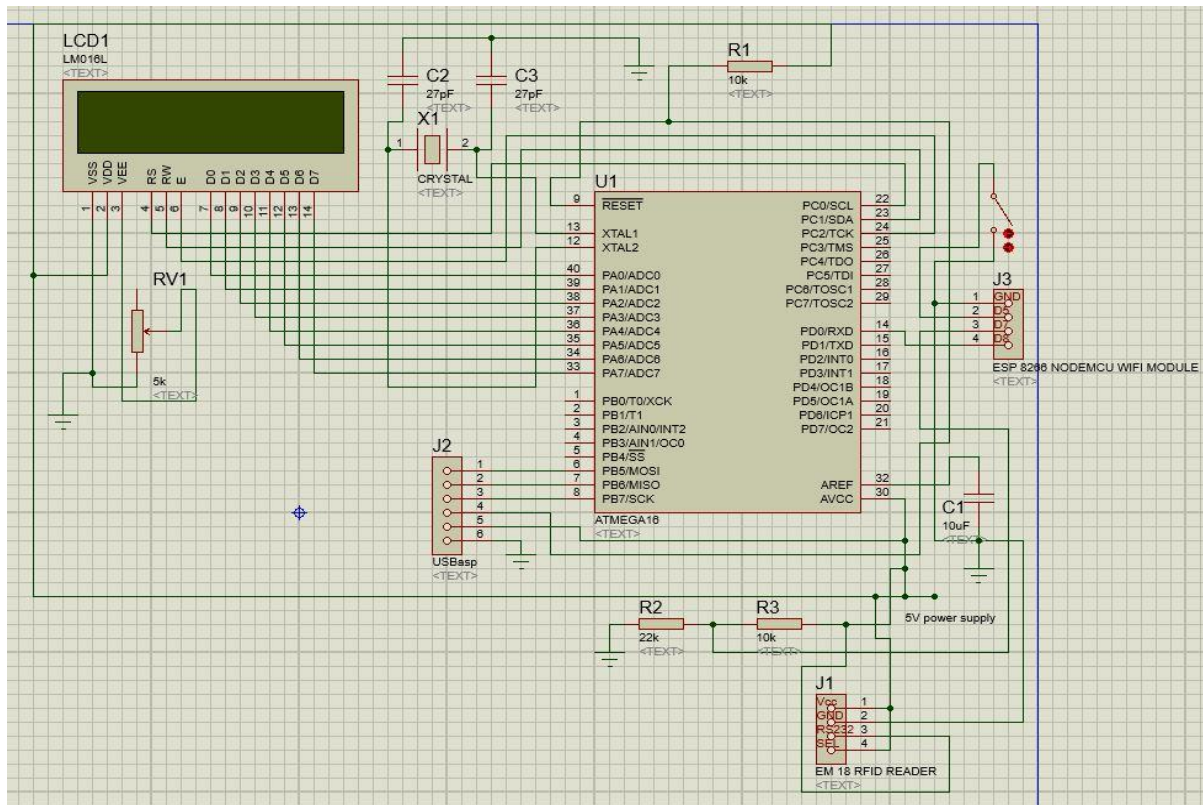 LCD1
LM016L
<TEXT>
VSS
VDD
VEE
RS
RW
E
D0
D1
D2
D3
D4
D5
D6
D7
1
2
3
4
5
6
7
8
9
10
11
12
13
14
C2
27pF
<TEXT>
C3
27pF
<TEXT>
X1
1
2
CRYSTAL
<TEXT>
R1
10k
<TEXT>
RV1
5k
<TEXT>
U1
9 RESET
13 XTAL1
12 XTAL2
40 PA0/ADC0
39 PA1/ADC1
38 PA2/ADC2
37 PA3/ADC3
36 PA4/ADC4
35 PA5/ADC5
34 PA6/ADC6
33 PA7/ADC7
1 PB0/T0/XCK
2 PB1/T1
3 PB2/AIN0/INT2
4 PB3/AIN1/OC0
5 PB4/SS
6 PB5/MOSI
7 PB6/MISO
8 PB7/SCK
PC0/SCL 22
PC1/SDA 23
PC2/TCK 24
PC3/TMS 25
PC4/TDO 26
PC5/TDI 27
PC6/TOSC1 28
PC7/TOSC2 29
PD0/RXD 14
PD1/TXD 15
PD2/INT0 16
PD3/INT1 17
PD4/OC1B 18
PD5/OC1A 19
PD6/ICP1 20
PD7/OC2 21
AREF 32
AVCC 30
ATMEGA16
<TEXT>
J3
1 GND
2 D5
3 D7
4 D8
ESP 8266 NODEMCU WIFI MODULE
<TEXT>
J2
1
2
3
4
5
6
USBasp
<TEXT>
C1
10uF
<TEXT>
R2
22k
<TEXT>
R3
10k
<TEXT>
5V power supply
J1
Vcc 1
GND 2
RS232 3
SEL 4
EM 18 RFID READER
<TEXT>